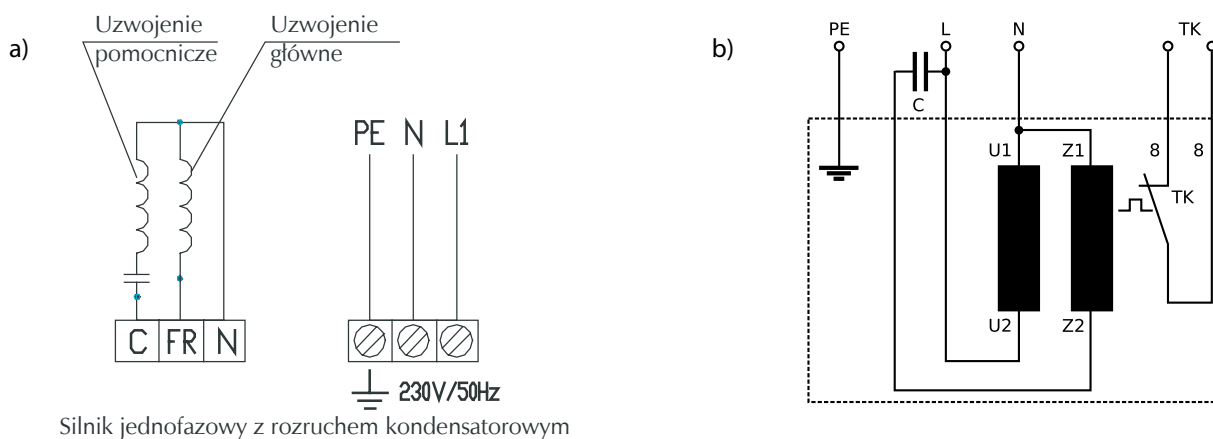 a)
Uzwojenie
pomocnicze
Uzwojenie
główne
PE N L1
C FR N
230V/50Hz
Silnik jednofazowy z rozruchem kondensatorowym
b)
PE L N TK
C
U1 Z1 8 8
TK
U2 Z2